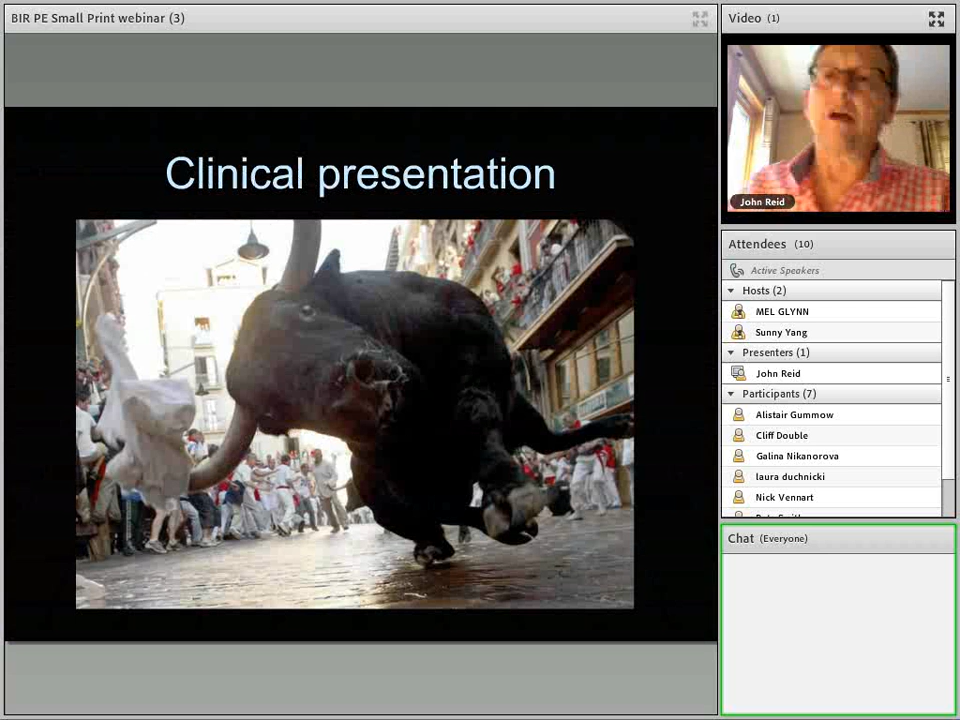 BIR PE Small Print webinar (3)
Clinical presentation
Video (1)
John Reid
Attendees (10)
Active Speakers
Hosts (2)
MEL GLYNN
Sunny Yang
Presenters (1)
John Reid
Participants (7)
Alistair Gummow
Cliff Double
Galina Nikanorova
laura duchnicki
Nick Vennart
Chat (Everyone)